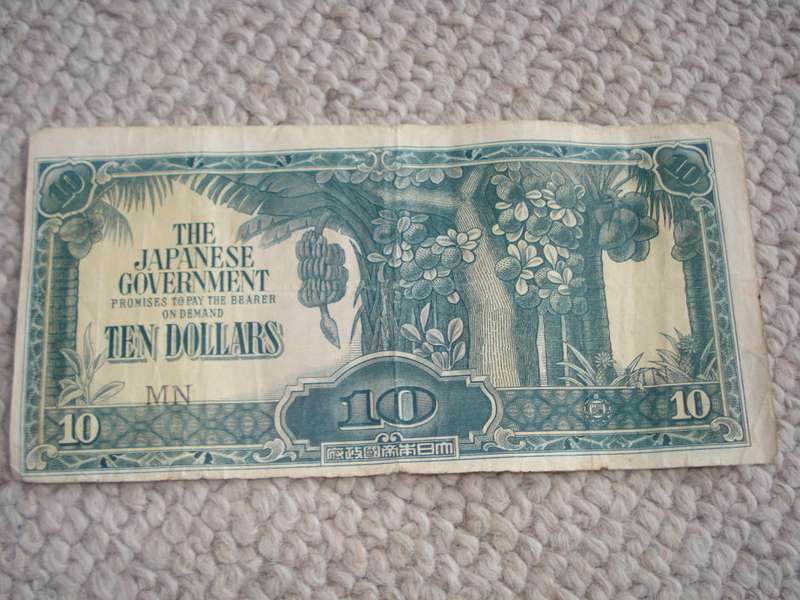 10
10
THE
JAPANESE
GOVERNMENT
PROMISES TO PAY THE BEARER
ON DEMAND
TEN DOLLARS
MN
10
10
10
大日本帝國政府